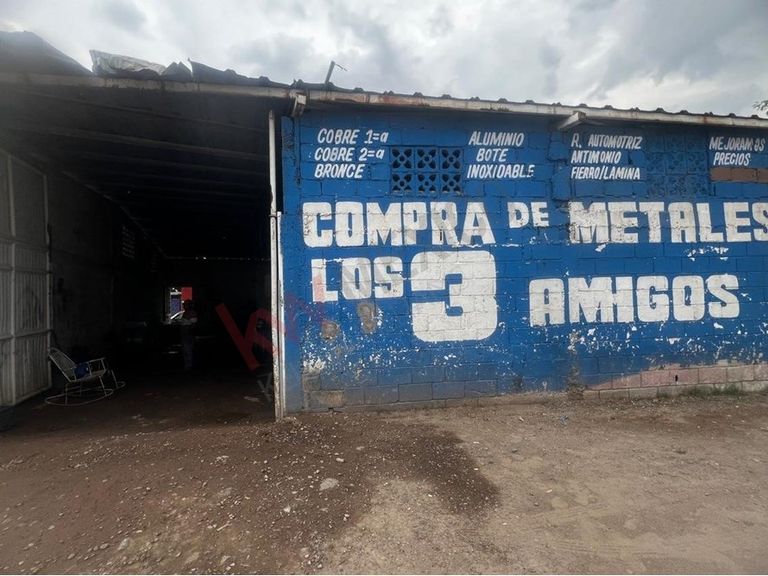 COBRE 1=a
COBRE 2=a
BRONCE
ALUMINIO
BOTE
INOXIDABLE
R. AUTOMOTRIZ
ANTIMONIO
FIERRO/LAMINA
MEJORAMOS
PRECIOS
COMPRA DE METALES
LOS 3 AMIGOS